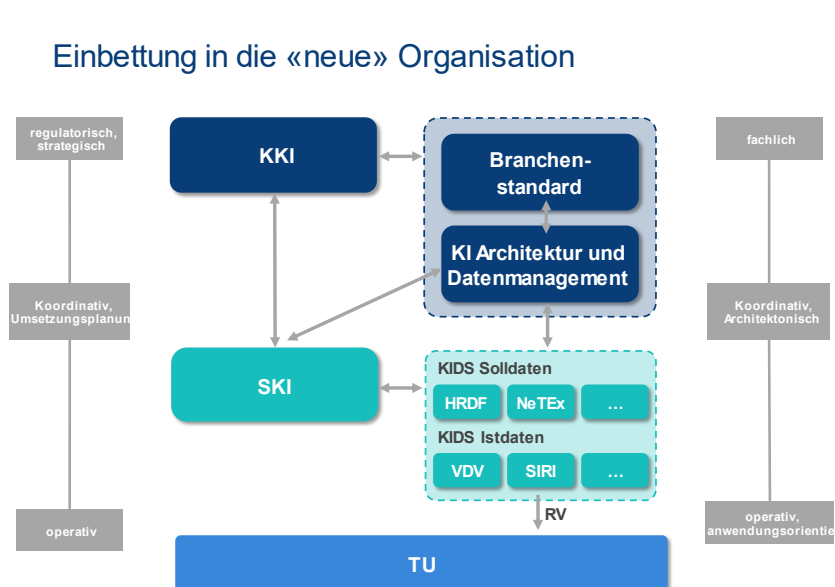 Einbettung in die «neue» Organisation
regulatorisch,
strategisch
KKI
Branchen-
standard
fachlich
KI Architektur und
Datenmanagement
Koordinativ,
Umsetzungsplanun
Koordinativ,
Architektonisch
SKI
KIDS Solldaten
HRDF
NeTEx
...
KIDS Istdaten
VDV
SIRI
...
RV
operativ
operativ,
anwendungsorientie
TU